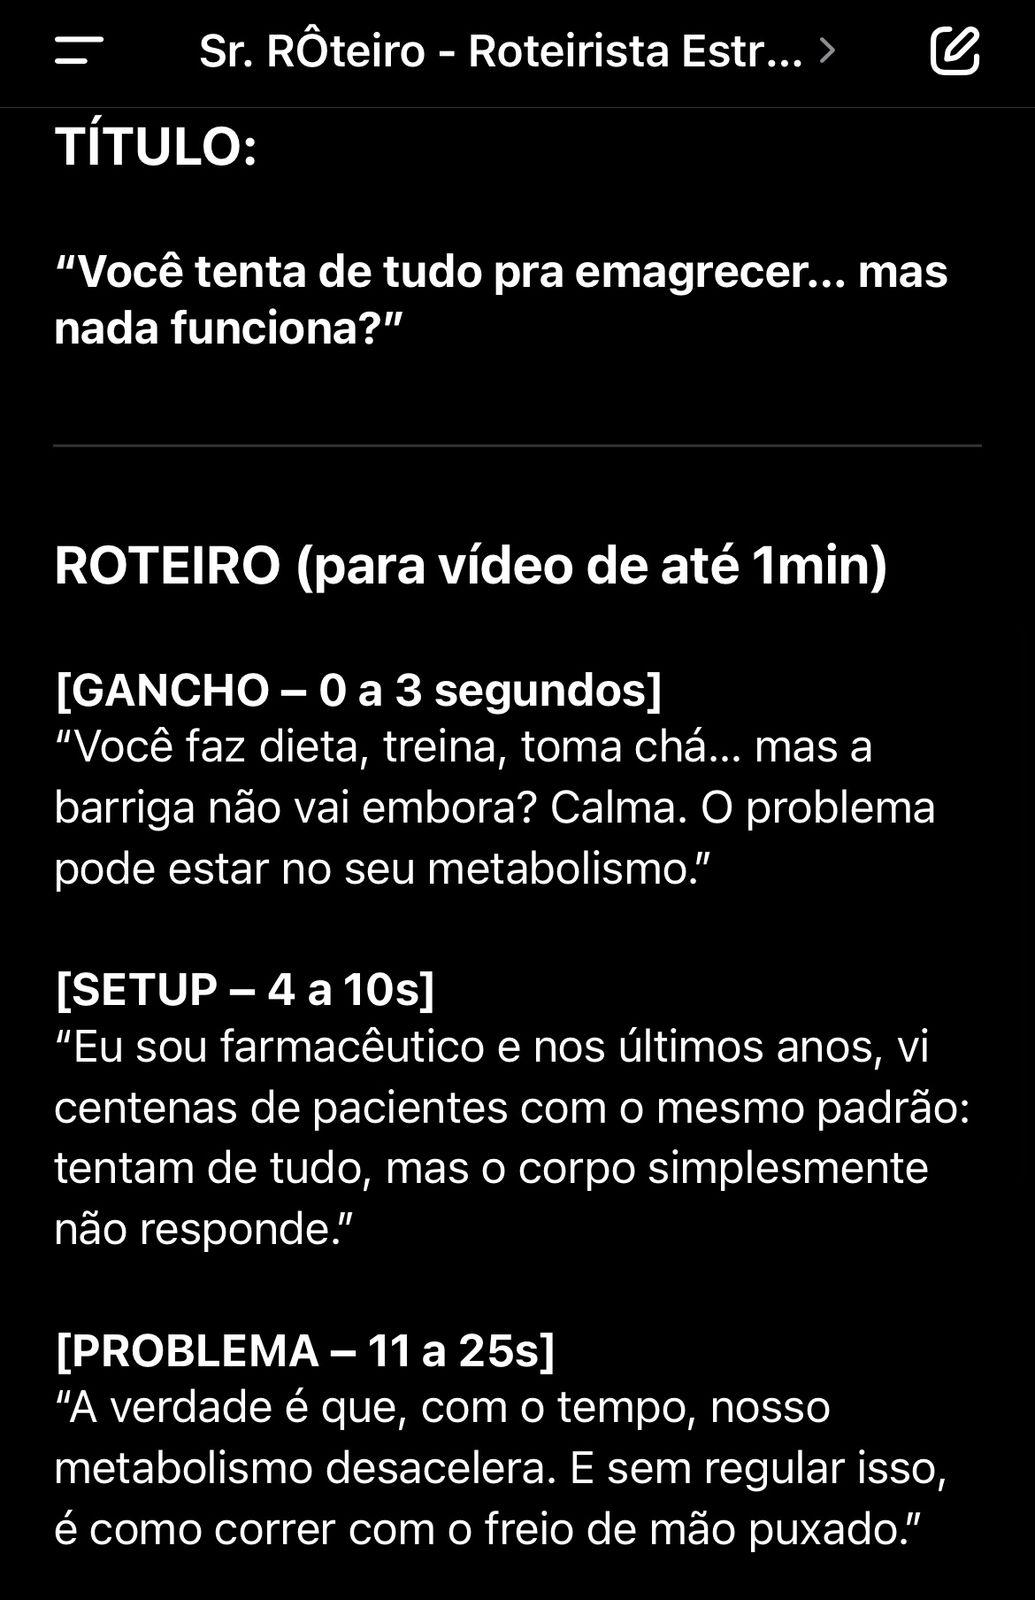 Sr. RÔteiro - Roteirista Estr...
TÍTULO:
“Você tenta de tudo pra emagrecer... mas
nada funciona?”
ROTEIRO (para vídeo de até 1min)
[GANCHO – 0 a 3 segundos]
“Você faz dieta, treina, toma chá... mas a
barriga não vai embora? Calma. O problema
pode estar no seu metabolismo.”
[SETUP – 4 a 10s]
“Eu sou farmacêutico e nos últimos anos, vi
centenas de pacientes com o mesmo padrão:
tentam de tudo, mas o corpo simplesmente
não responde.”
[PROBLEMA – 11 a 25s]
“A verdade é que, com o tempo, nosso
metabolismo desacelera. E sem regular isso,
é como correr com o freio de mão puxado.”